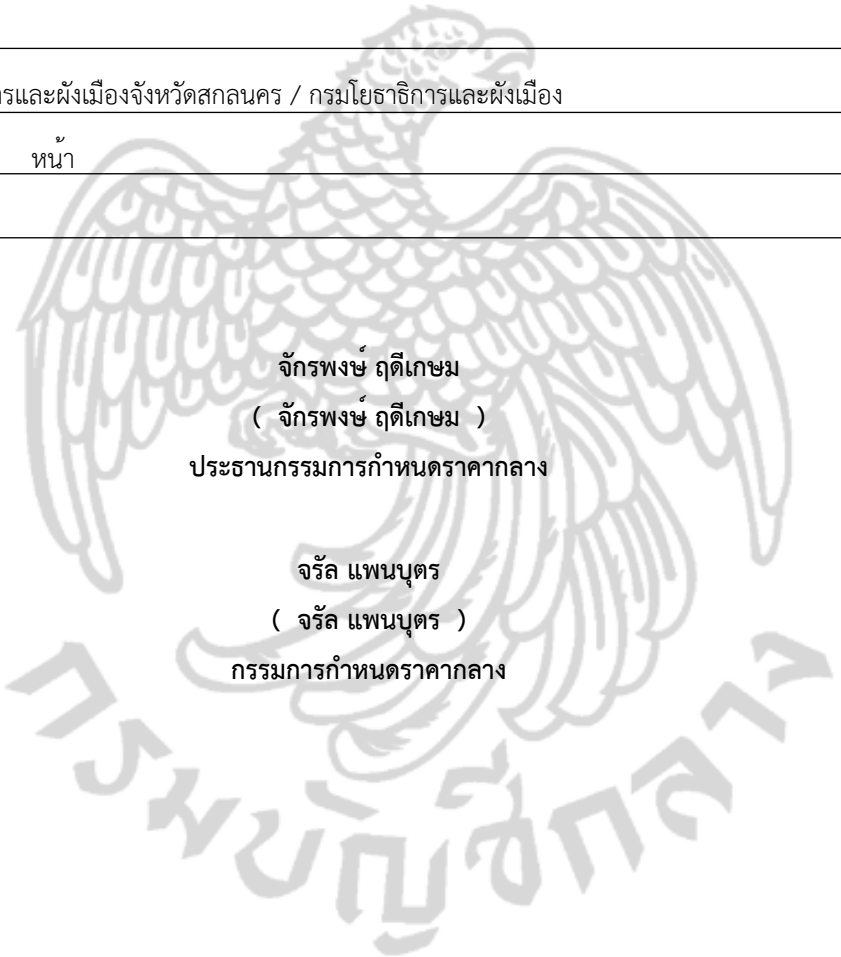 รและผังเมืองจังหวัดสกลนคร / กรมโยธาธิการและผังเมือง
หน้า
จักรพงษ์ ฤดีเกษม
( จักรพงษ์ ฤดีเกษม )
ประธานกรรมการกำหนดราคากลาง
จรัล แพนบุตร
( จรัล แพนบุตร )
กรรมการกำหนดราคากลาง
กรมบัญชีกลาง